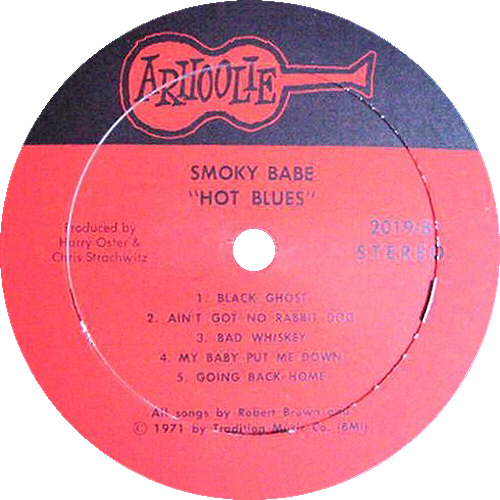 ARHOOLIE
SMOKY BABE
"HOT BLUES"
Produced by
Harry Oster &
Chris Strachwitz
2019-B
STEREO
1. BLACK GHOST
2. AIN'T GOT NO RABBIT DOG
3. BAD WHISKEY
4. MY BABY PUT ME DOWN
5. GOING BACK HOME
All songs by Robert Brown and
© 1971 by Tradition Music Co. (BMI)